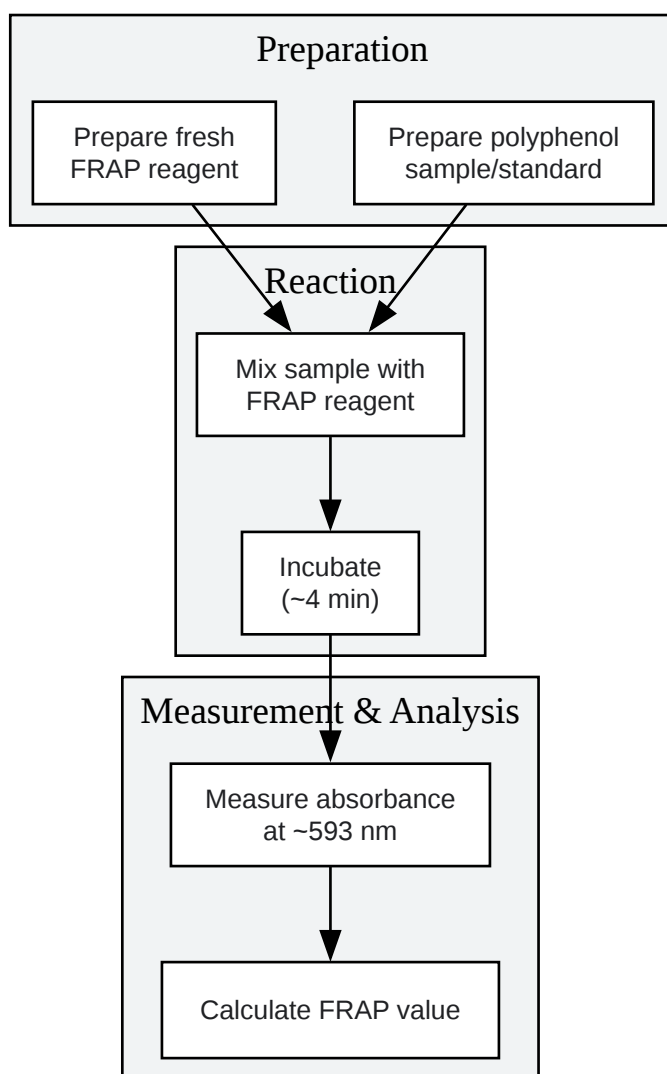 Preparation
Prepare fresh
FRAP reagent
Prepare polyphenol
sample/standard
Reaction
Mix sample with
FRAP reagent
Incubate
(~4 min)
Measurement & Analysis
Measure absorbance
at ~593 nm
Calculate FRAP value